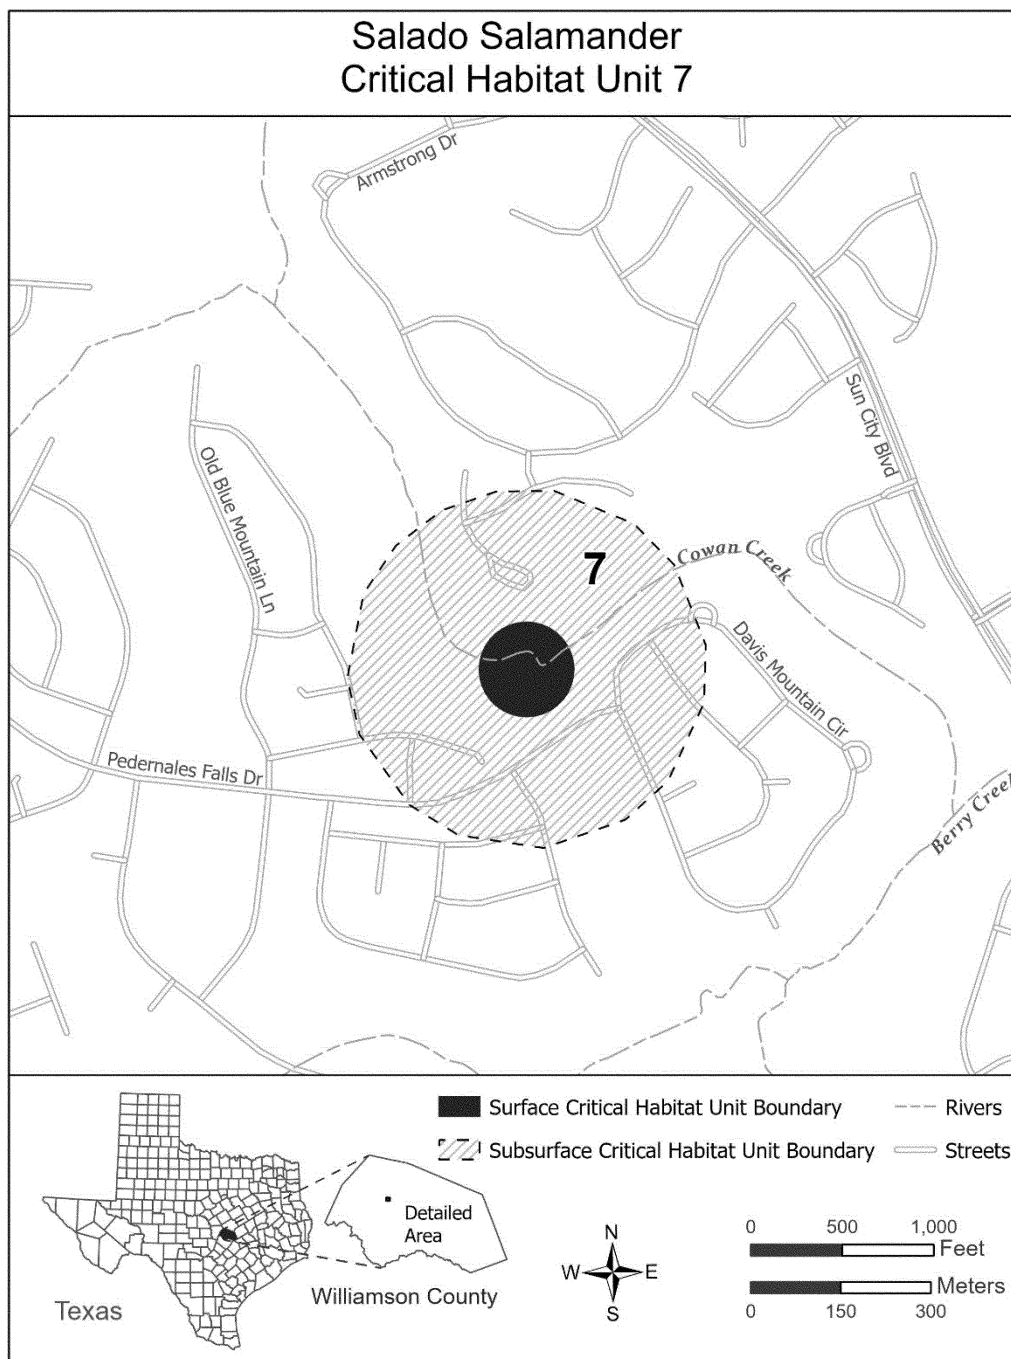 Salado Salamander
Critical Habitat Unit 7
Armstrong Dr
Sun City Blvd
Old Blue Mountain Ln
7
Cowan Creek
Davis Mountain Cir
Pedernales Falls Dr
Berry Creek
Surface Critical Habitat Unit Boundary
Rivers
Subsurface Critical Habitat Unit Boundary
Streets
Detailed
Area
Williamson County
Texas
N
W
E
S
0 500 1,000
Feet
Meters
0 150 300